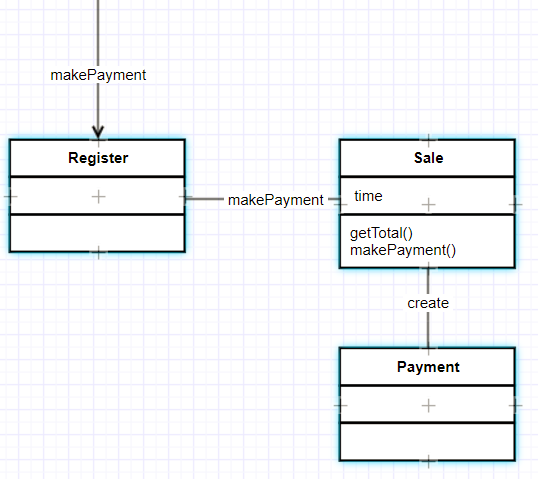 makePayment
Register
Sale
makePayment
time
getTotal()
makePayment()
create
Payment